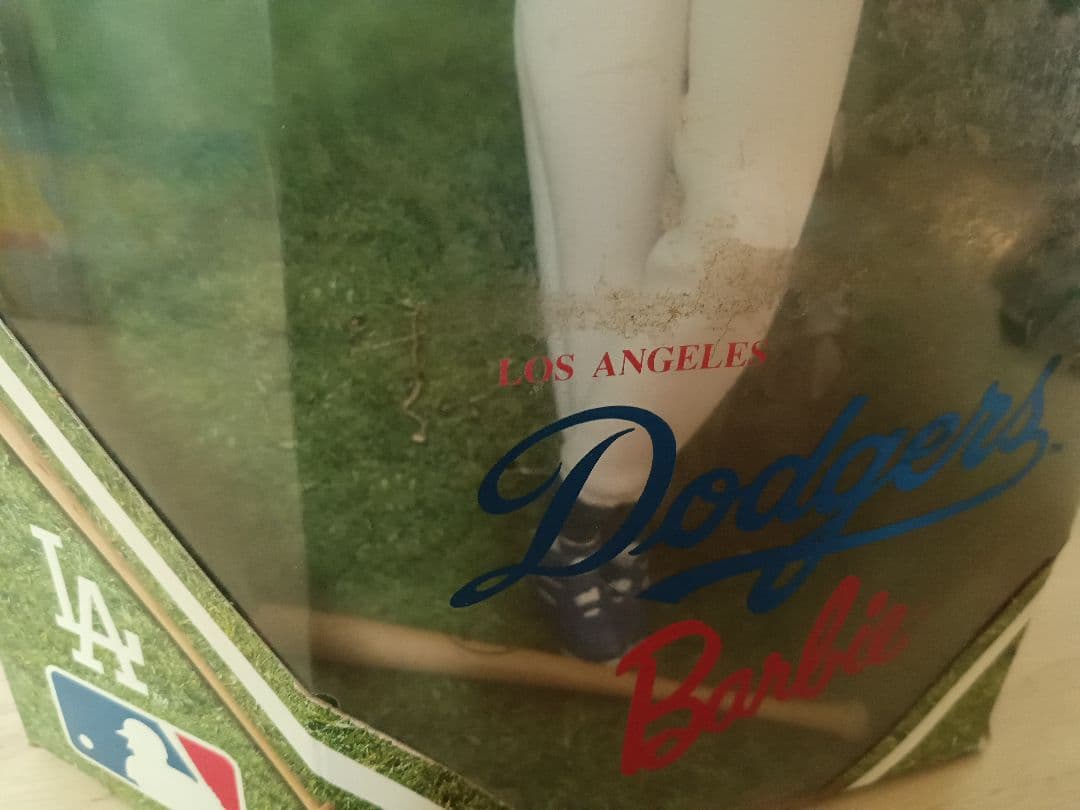 LOS ANGELES
Dodgers
Barbie
LA